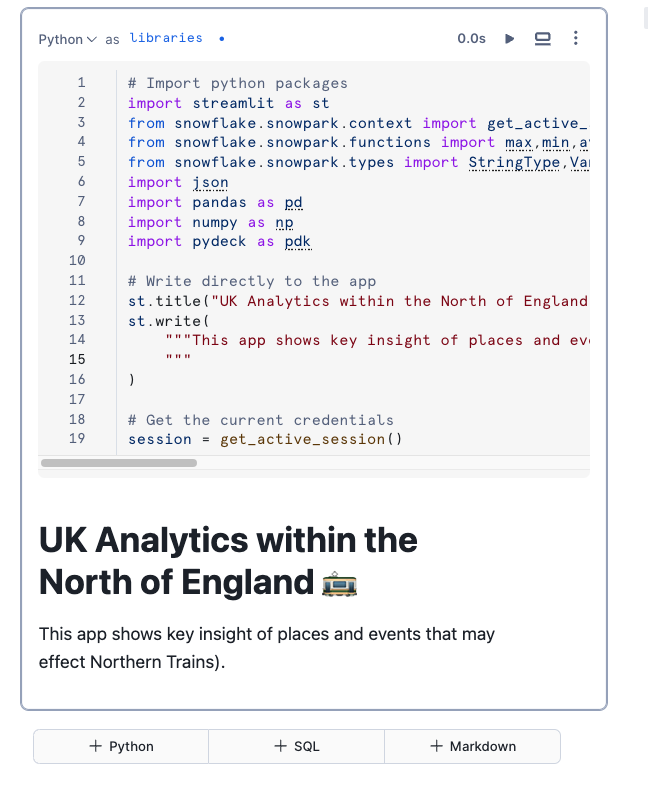 Python as libraries
0.0s
1 # Import python packages
2 import streamlit as st
3 from snowflake.snowpark.context import get_active_
4 from snowflake.snowpark.functions import max,min,a
5 from snowflake.snowpark.types import StringType,Va
6 import json
7 import pandas as pd
8 import numpy as np
9 import pydeck as pdk
10
11 # Write directly to the app
12 st.title("UK Analytics within the North of England
13 st.write(
14 """This app shows key insight of places and ev
15 """
16 )
17
18 # Get the current credentials
19 session = get_active_session()
UK Analytics within the
North of England
This app shows key insight of places and events that may
effect Northern Trains).
+ Python + SQL + Markdown